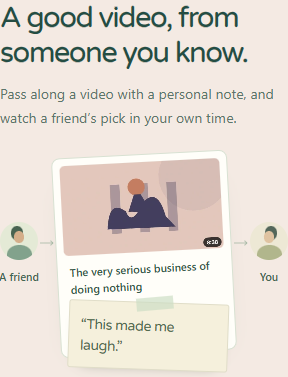 A good video, from
someone you know.
Pass along a video with a personal note, and
watch a friend’s pick in your own time.
8:30
A friend
You
The very serious business of
doing nothing
“This made me
laugh.”